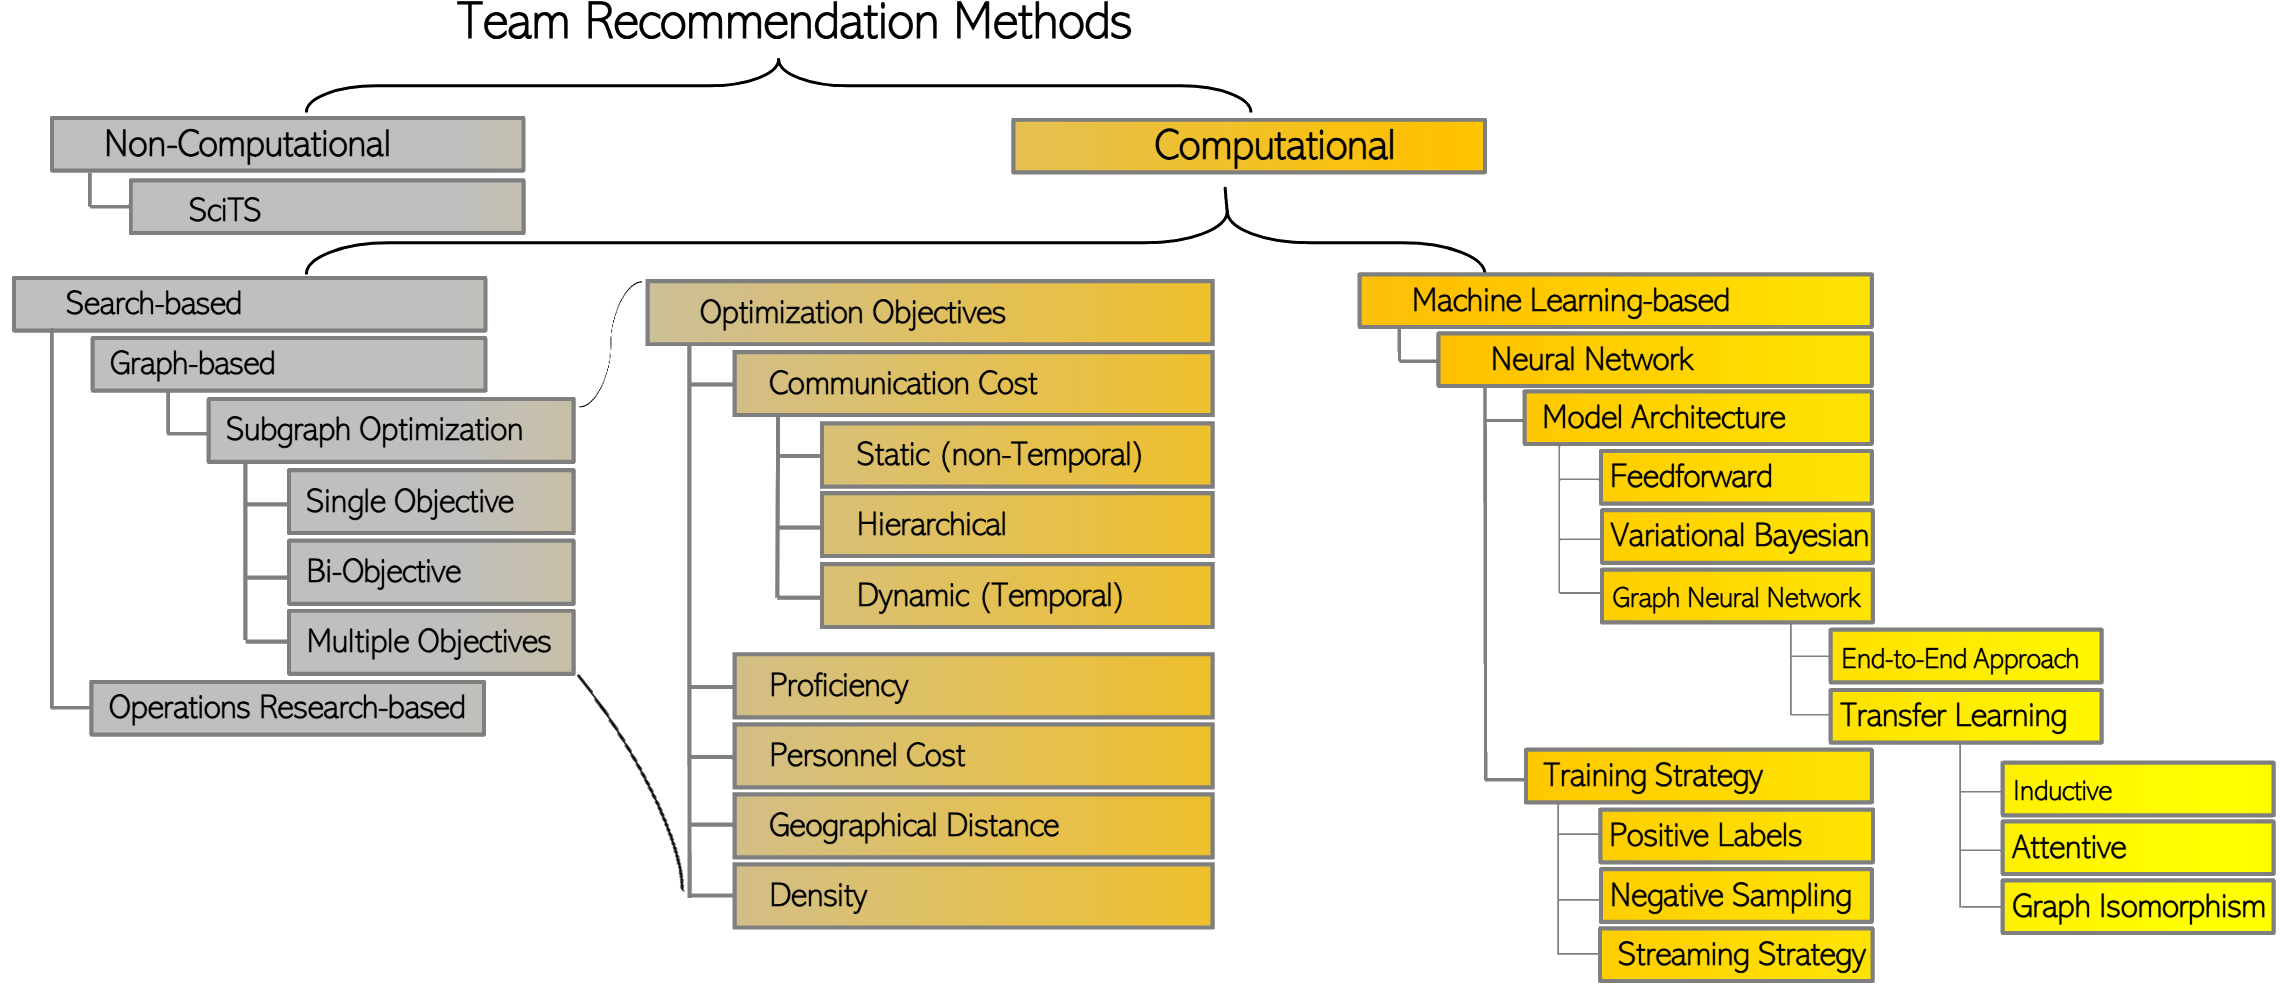 Team Recommendation Methods
Non-Computational
SciTS
Computational
Search-based
Graph-based
Subgraph Optimization
Single Objective
Bi-Objective
Multiple Objectives
Operations Research-based
Optimization Objectives
Communication Cost
Static (non-Temporal)
Hierarchical
Dynamic (Temporal)
Proficiency
Personnel Cost
Geographical Distance
Density
Machine Learning-based
Neural Network
Model Architecture
Feedforward
Variational Bayesian
Graph Neural Network
End-to-End Approach
Transfer Learning
Inductive
Attentive
Graph Isomorphism
Training Strategy
Positive Labels
Negative Sampling
Streaming Strategy